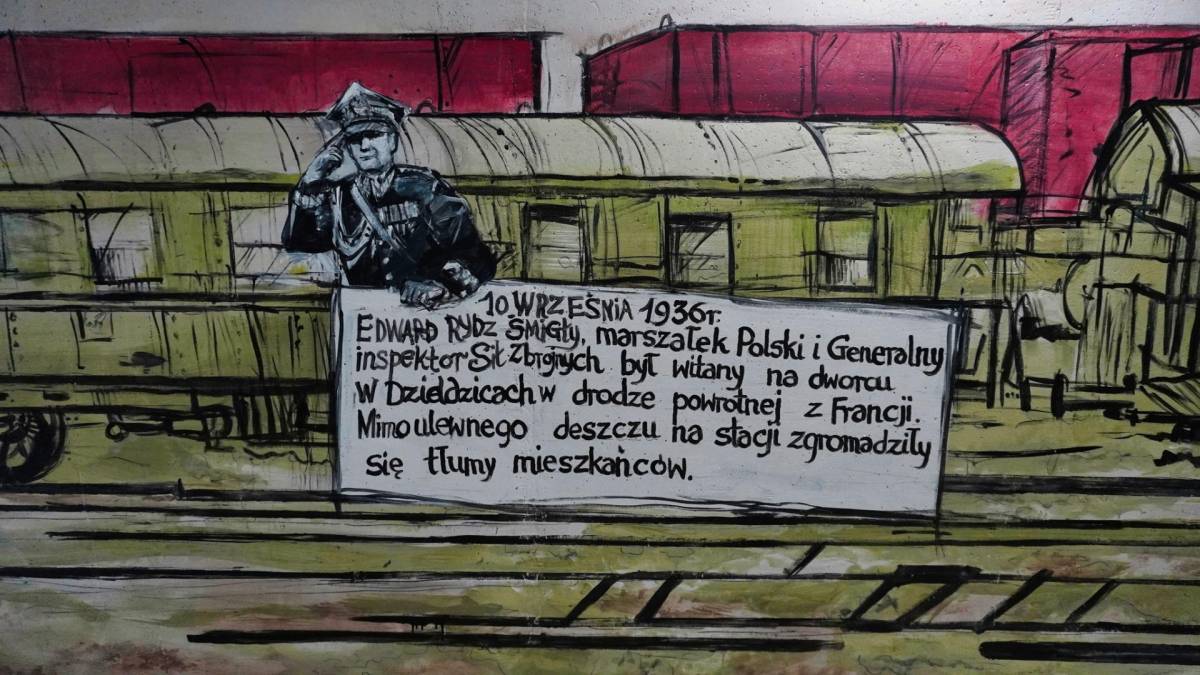 10 WRZEŚNIA 1936r.
EDWARD RYDZ ŚMIGŁY, marszałek Polski i Generalny
inspektor Sił Zbrojnych był witany na dworcu
w Dziedzicach w drodze powrotnej z Francji.
Mimo ulewnego deszczu na stacji zgromadziły
się tłumy mieszkańców.